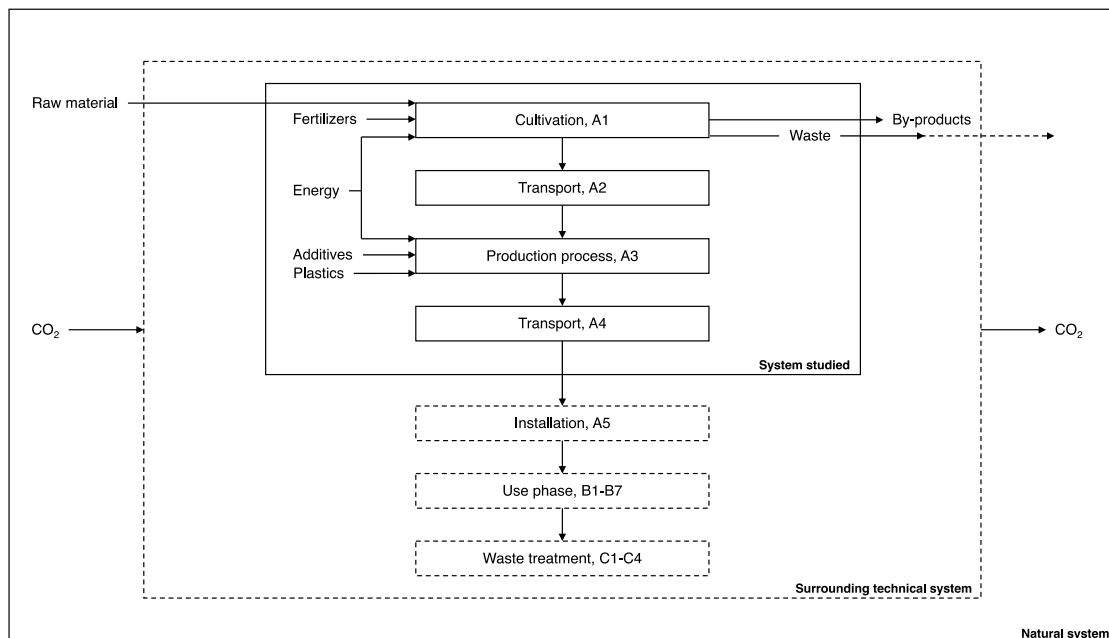 Raw material
Fertilizers
Cultivation, A1
By-products
Waste
Energy
Transport, A2
Additives
Production process, A3
Plastics
CO₂
Transport, A4
CO₂
System studied
Installation, A5
Use phase, B1-B7
Waste treatment, C1-C4
Surrounding technical system
Natural system